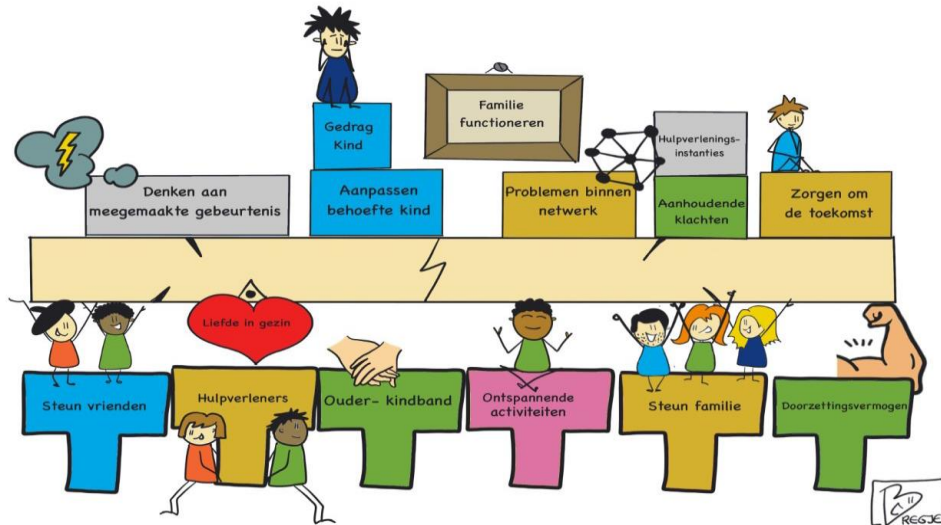 Familie
functioneren
Gedrag
Kind
Hulpverlenings-
instanties
Denken aan
meegemaakte gebeurtenis
Aanpassen
behoefte kind
Problemen binnen
netwerk
Aanhoudende
klachten
Zorgen om
de toekomst
Liefde in gezin
Steun vrienden
Hulpverleners
Ouder- kindband
Ontspannende
activiteiten
Steun familie
Doorzettingsvermogen
REGJE